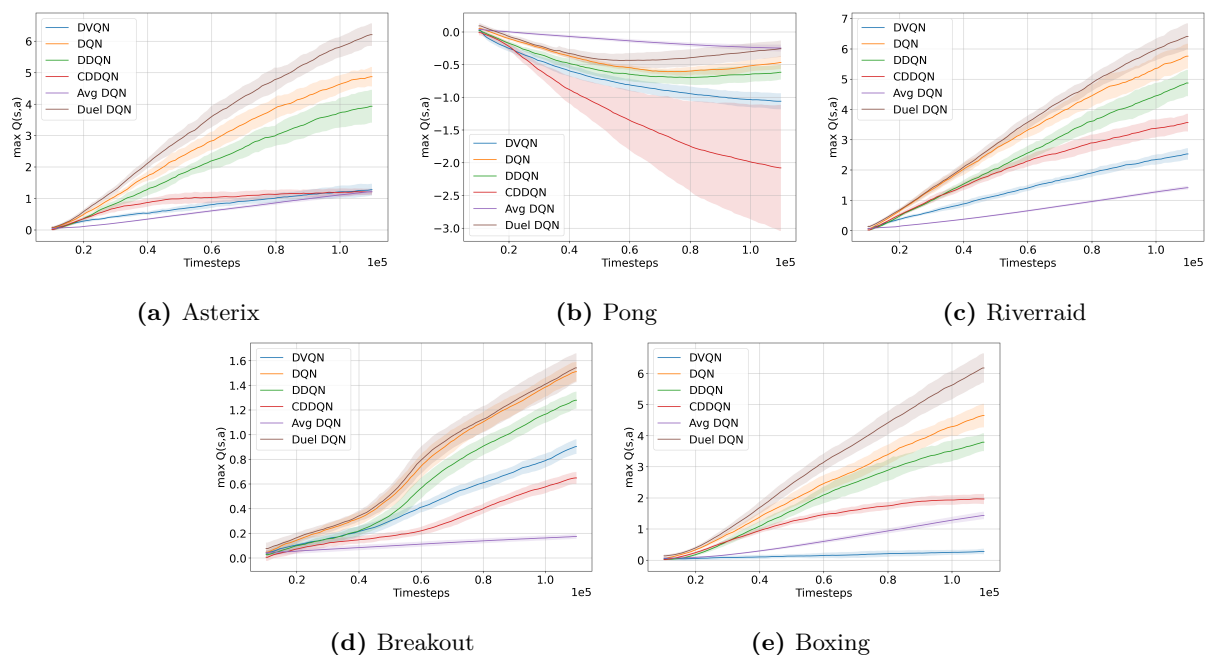 DVQN
DQN
DDQN
CDDQN
Avg DQN
Duel DQN
max Q(s,a)
6
5
4
3
2
1
0
0.2 0.4 0.6 0.8 1.0
Timesteps
1e5
(a) Asterix
0.0
−0.5
−1.0
−1.5
−2.0
−2.5
−3.0
max Q(s,a)
DVQN
DQN
DDQN
CDDQN
Avg DQN
Duel DQN
0.2 0.4 0.6 0.8 1.0
Timesteps
1e5
(b) Pong
7
6
5
4
3
2
1
0
max Q(s,a)
DVQN
DQN
DDQN
CDDQN
Avg DQN
Duel DQN
0.2 0.4 0.6 0.8 1.0
Timesteps
1e5
(c) Riverraid
1.6
1.4
1.2
1.0
0.8
0.6
0.4
0.2
0.0
max Q(s,a)
DVQN
DQN
DDQN
CDDQN
Avg DQN
Duel DQN
0.2 0.4 0.6 0.8 1.0
Timesteps
1e5
(d) Breakout
6
5
4
3
2
1
0
max Q(s,a)
DVQN
DQN
DDQN
CDDQN
Avg DQN
Duel DQN
0.2 0.4 0.6 0.8 1.0
Timesteps
1e5
(e) Boxing